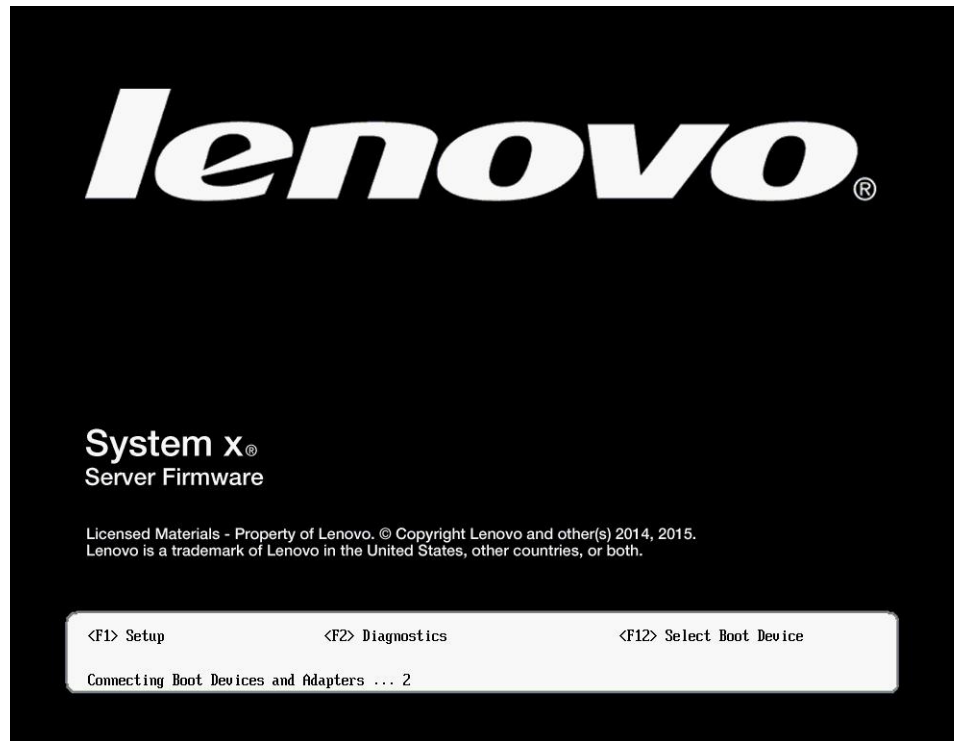 lenovo®
System x®
Server Firmware
Licensed Materials - Property of Lenovo. © Copyright Lenovo and other(s) 2014, 2015.
Lenovo is a trademark of Lenovo in the United States, other countries, or both.
<F1> Setup <F2> Diagnostics <F12> Select Boot Device
Connecting Boot Devices and Adapters ... 2